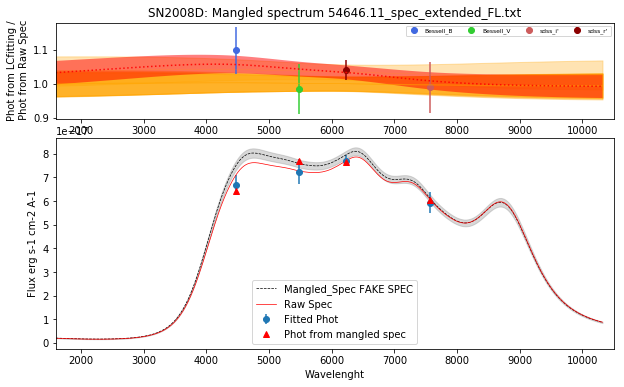 SN2008D: Mangled spectrum 54646.11_spec_extended_FL.txt
Phot from LCfitting /
Phot from Raw Spec
1.1
1.0
0.9
Bessell_B
Bessell_V
sdss_i'
sdss_r'
2000 3000 4000 5000 6000 7000 8000 9000 10000
1e−17
Flux erg s-1 cm-2 A-1
8
7
6
5
4
3
2
1
0
Mangled_Spec FAKE SPEC
Raw Spec
Fitted Phot
Phot from mangled spec
2000 3000 4000 5000 6000 7000 8000 9000 10000
Wavelenght